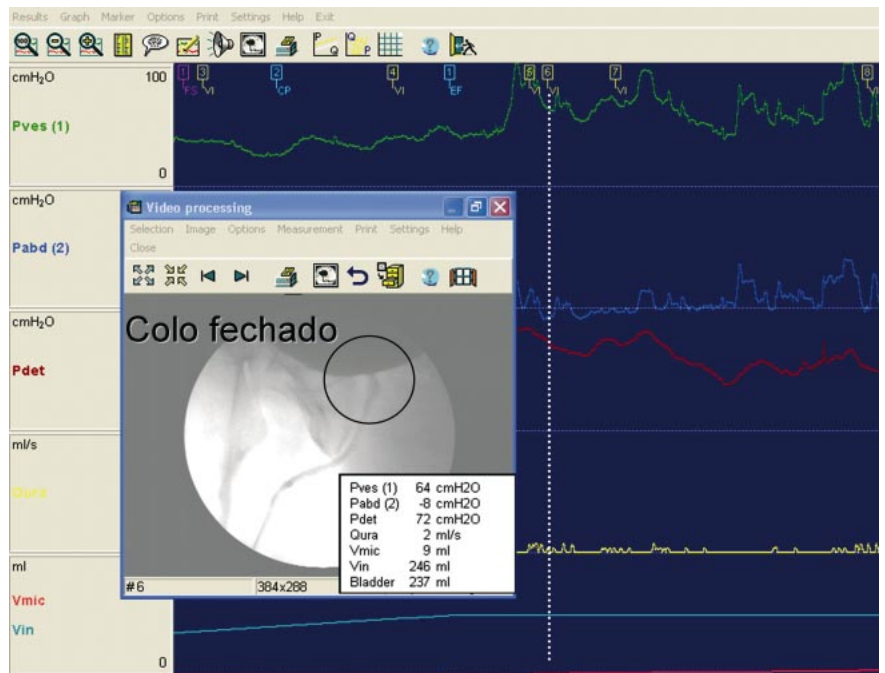 Results Graph Marker Options Print Settings Help Exit
cmH₂O 100 1 3 2 4 1 5 6 7 8
FS VI CP VI EF VI VI VI VI
Pves (1)
0
cmH₂O
Pabd (2)
cmH₂O
Pdet
ml/s
Qura
ml
Vmic
Vin
0
Video processing
Selection Image Options Measurement Print Settings Help
Close
Colo fechado
Pves (1) 64 cmH2O
Pabd (2) -8 cmH2O
Pdet 72 cmH2O
Qura 2 ml/s
Vmic 9 ml
Vin 246 ml
Bladder 237 ml
#6 384x288